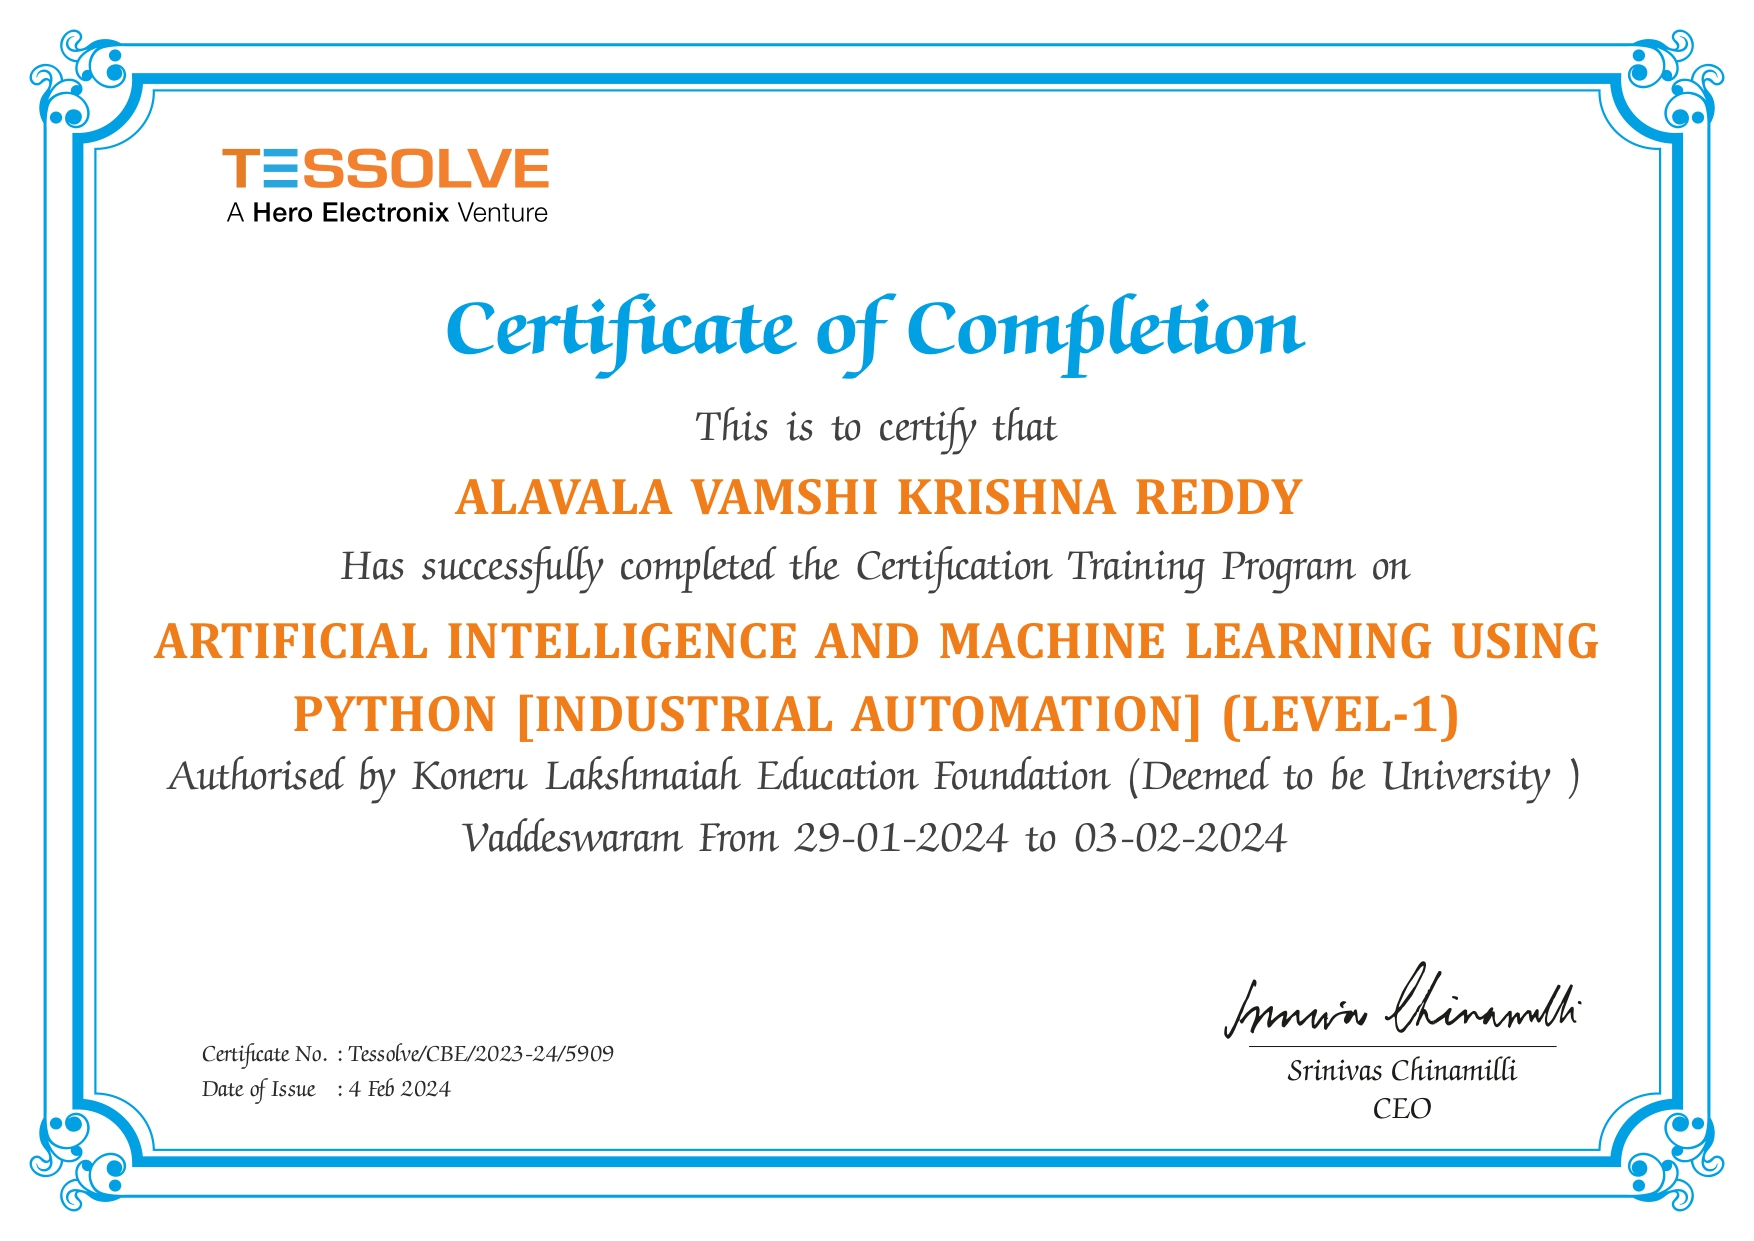 TESSOLVE
A Hero Electronix Venture
Certificate of Completion
This is to certify that
ALAVALA VAMSHI KRISHNA REDDY
Has successfully completed the Certification Training Program on
ARTIFICIAL INTELLIGENCE AND MACHINE LEARNING USING
PYTHON [INDUSTRIAL AUTOMATION] (LEVEL-1)
Authorised by Koneru Lakshmaiah Education Foundation (Deemed to be University )
Vaddeswaram From 29-01-2024 to 03-02-2024
Certificate No. : Tessolve/CBE/2023-24/5909
Date of Issue : 4 Feb 2024
Srinivas Chinamilli
Srinivas Chinamilli
CEO